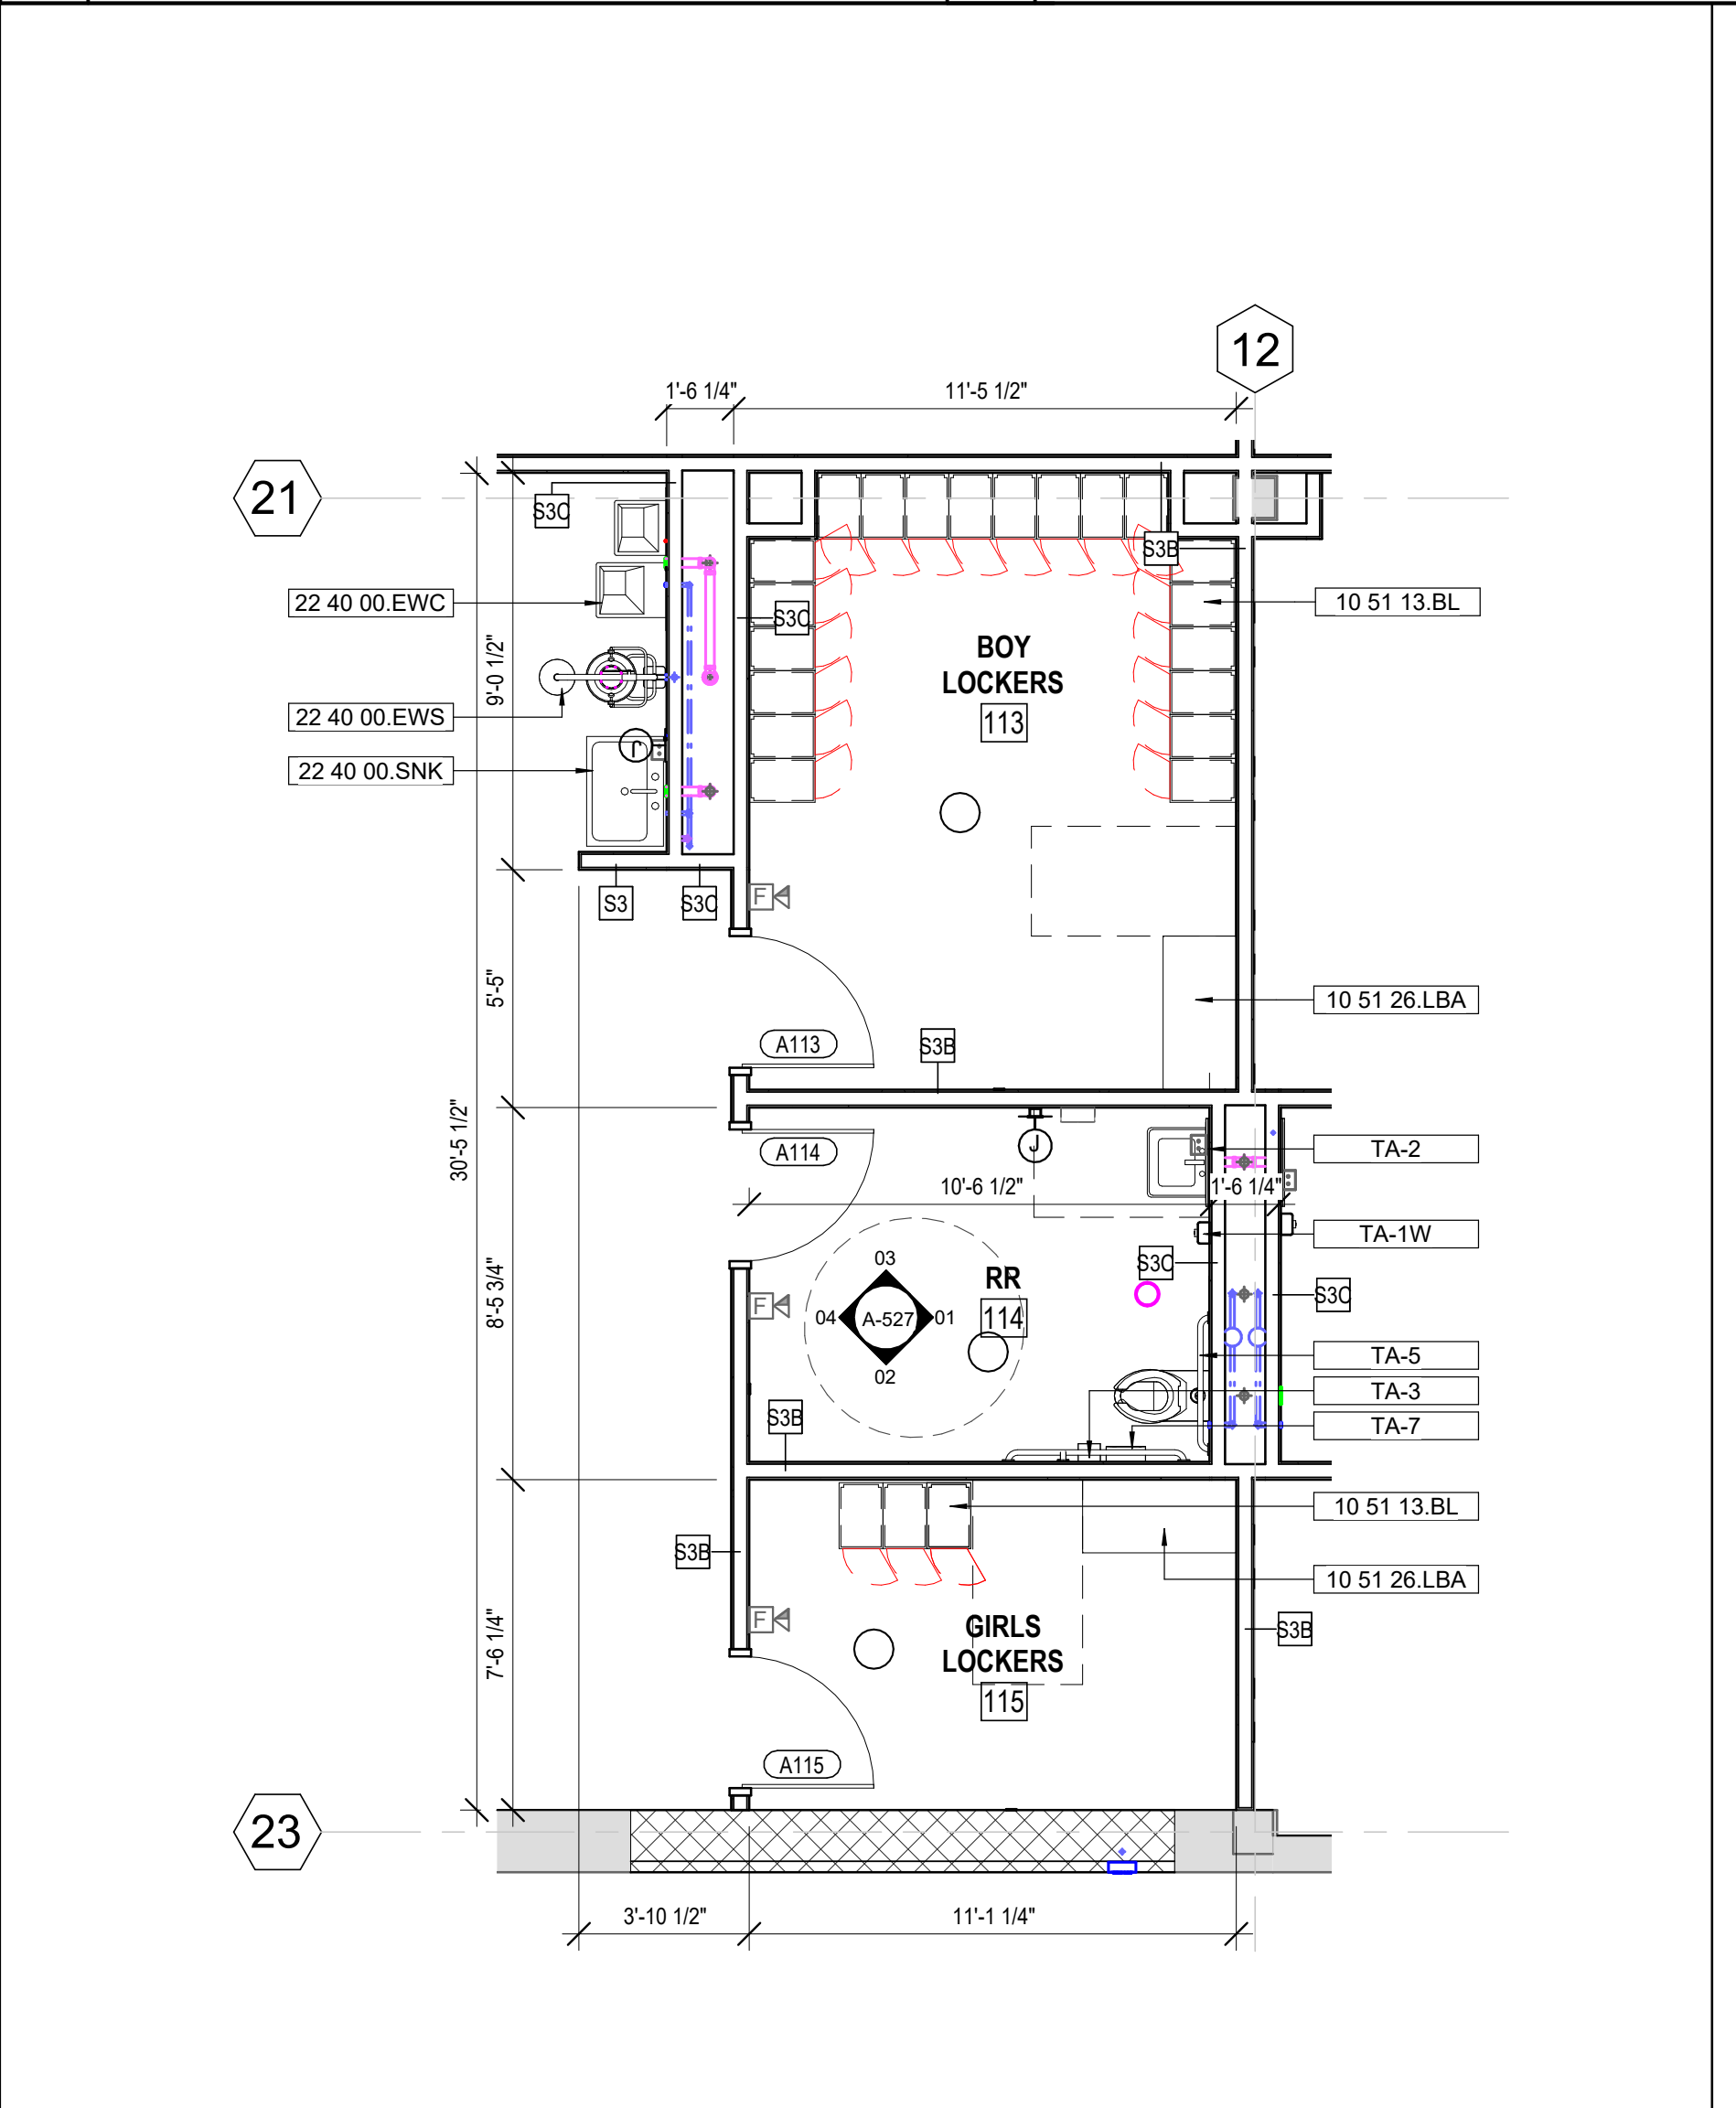 12
1'-6 1/4"
11'-5 1/2"
21
S3C
S3B
22 40 00.EWC
10 51 13.BL
S3C
9'-0 1/2"
BOY
LOCKERS
113
22 40 00.EWS
22 40 00.SNK
J
S3
S3C
F
5'-5"
10 51 26.LBA
A113
S3B
30'-5 1/2"
A114
J
TA-2
10'-6 1/2"
1'-6 1/4"
TA-1W
03
RR
S3C
S3C
8'-5 3/4"
F
04
A-527
01
114
02
TA-5
TA-3
S3B
TA-7
10 51 13.BL
S3B
10 51 26.LBA
F
GIRLS
LOCKERS
115
S3B
7'-6 1/4"
A115
23
3'-10 1/2"
11'-1 1/4"